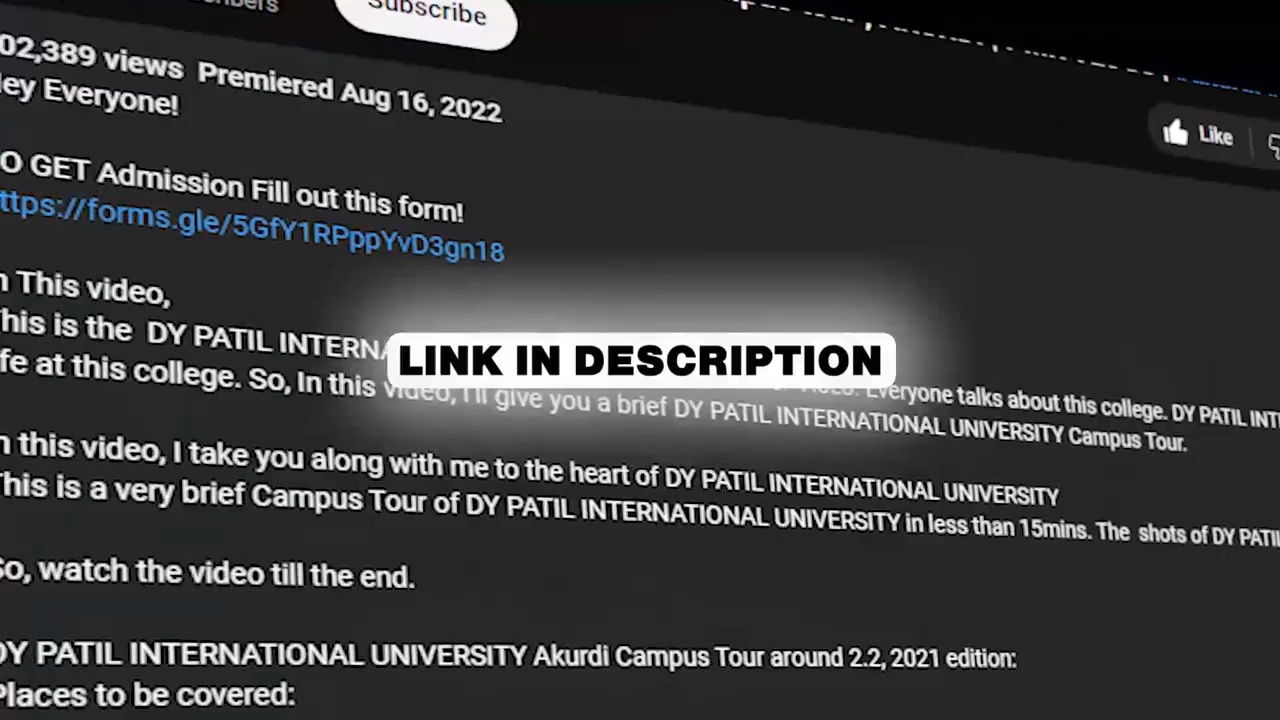 Subscribe
02,389 views Premiered Aug 16, 2022
ey Everyone!
Like
O GET Admission Fill out this form!
ttps://forms.gle/5GfY1RPppYvD3gn18
n This video,
his is the DY PATIL INTERNA
LINK IN DESCRIPTION
Everyone talks about this college. DY PATIL INT
fe at this college. So, In this video, I'll give you a brief DY PATIL INTERNATIONAL UNIVERSITY Campus Tour.
n this video, I take you along with me to the heart of DY PATIL INTERNATIONAL UNIVERSITY
This is a very brief Campus Tour of DY PATIL INTERNATIONAL UNIVERSITY in less than 15mins. The shots of DY PATIL
So, watch the video till the end.
DY PATIL INTERNATIONAL UNIVERSITY Akurdi Campus Tour around 2.2, 2021 edition:
Places to be covered: